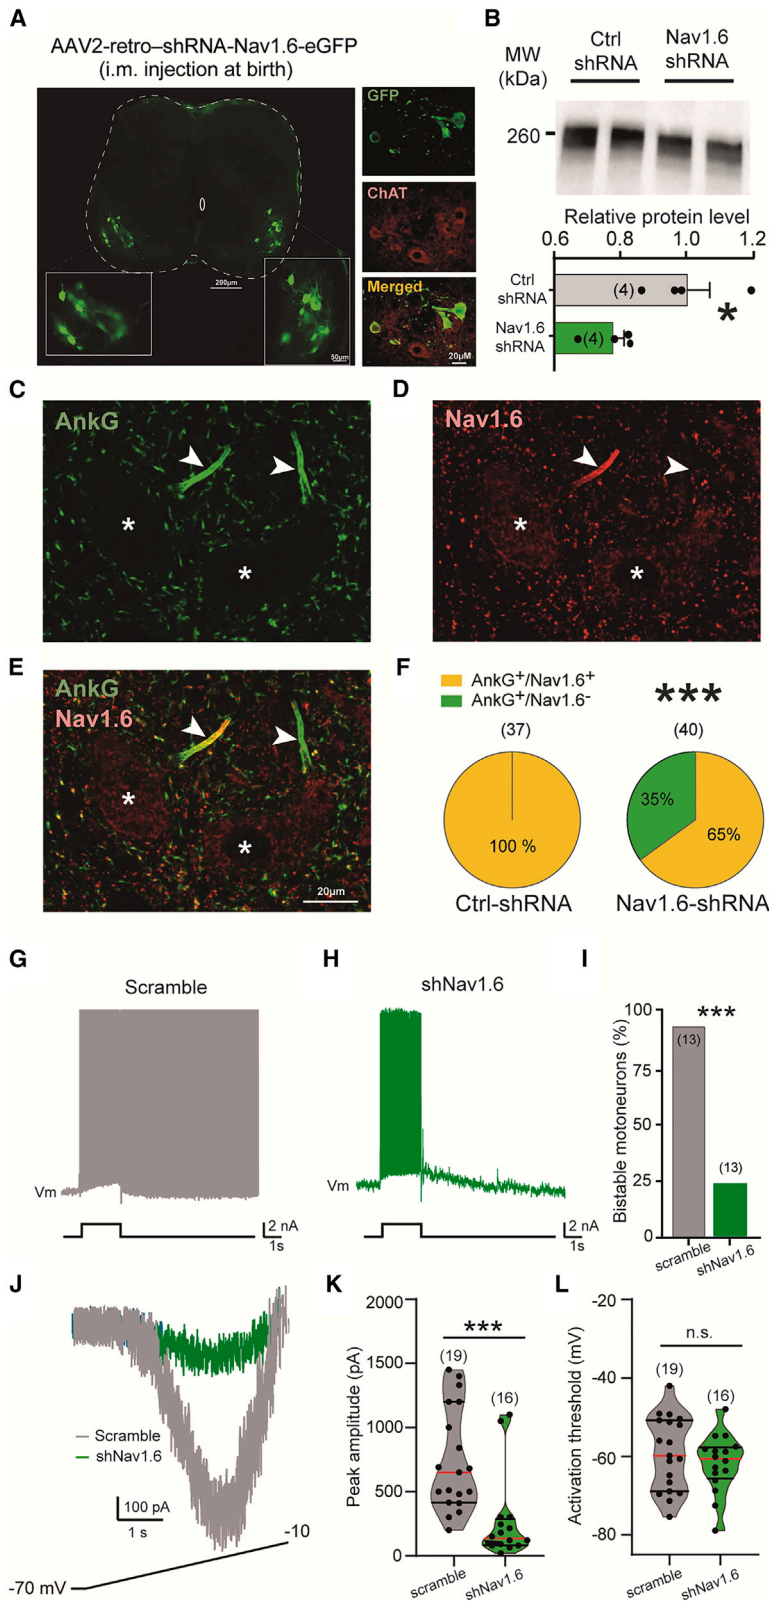 A
AAV2-retro–shRNA-Nav1.6-eGFP
(i.m. injection at birth)
200µm
50µm
GFP
ChAT
Merged
20µM
B
MW
(kDa)
Ctrl
shRNA
Nav1.6
shRNA
260
Relative protein level
0.6 0.8 1.0 1.2
Ctrl
shRNA
(4)
*
Nav1.6
shRNA
(4)
C
AnkG
*
*
D
Nav1.6
*
*
E
AnkG
Nav1.6
*
*
20µm
F
AnkG+/Nav1.6+
AnkG+/Nav1.6-
***
(37)
(40)
100 %
35%
65%
Ctrl-shRNA
Nav1.6-shRNA
G
Scramble
Vm
2 nA
1s
H
shNav1.6
Vm
2 nA
1s
I
Bistable motoneurons (%)
100
75
50
25
0
***
(13)
(13)
scramble
shNav1.6
J
Scramble
shNav1.6
100 pA
1 s
-10
-70 mV
K
Peak amplitude (pA)
2000
1500
1000
500
0
***
(19)
(16)
scramble
shNav1.6
L
Activation threshold (mV)
-20
-40
-60
-80
n.s.
(19)
(16)
scramble
shNav1.6